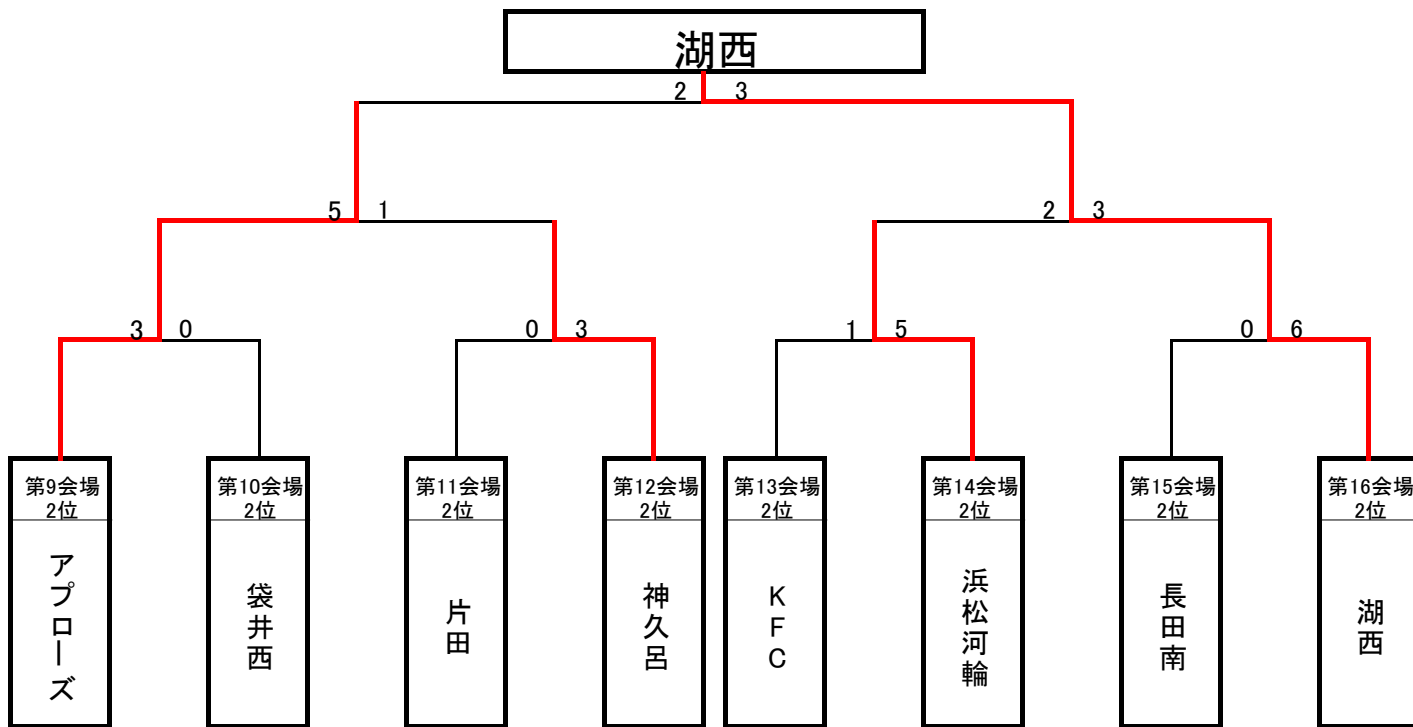 湖西
2 3
5 1
2 3
3 0
0 3
1 5
0 6
第9会場
2位
アプローズ
第10会場
2位
袋井西
第11会場
2位
片田
第12会場
2位
神久呂
第13会場
2位
KFC
第14会場
2位
浜松河輪
第15会場
2位
長田南
第16会場
2位
湖西